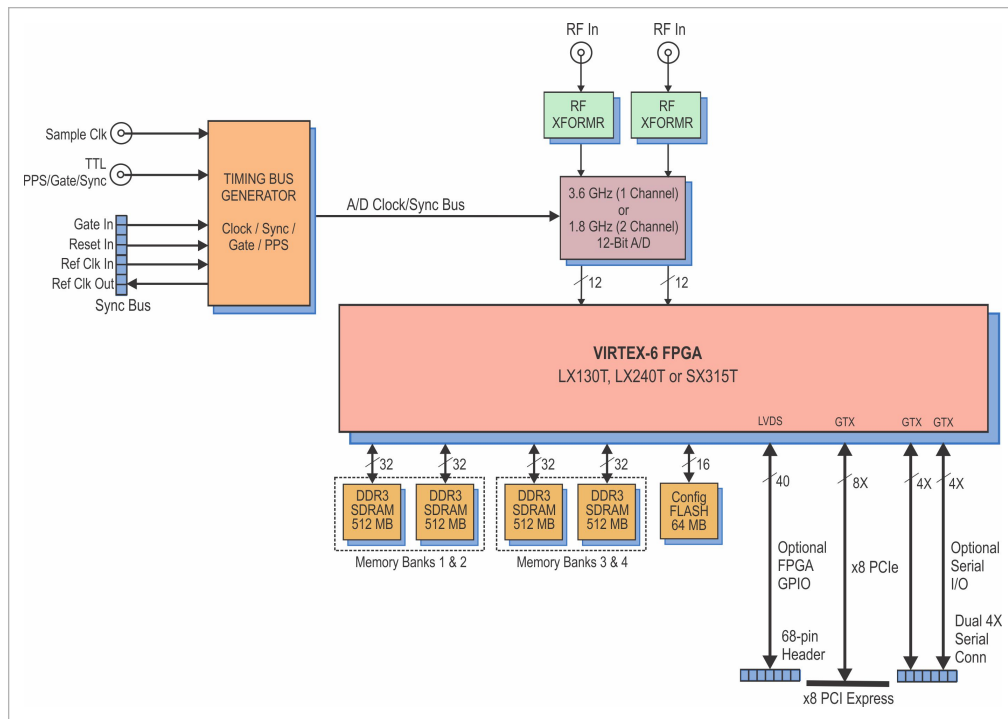 RF In
RF In
RF
XFORMR
RF
XFORMR
Sample Clk
TTL
PPS/Gate/Sync
Gate In
Reset In
Ref Clk In
Ref Clk Out
Sync Bus
TIMING BUS
GENERATOR
Clock / Sync /
Gate / PPS
A/D Clock/Sync Bus
3.6 GHz (1 Channel)
or
1.8 GHz (2 Channel)
12-Bit A/D
12
12
VIRTEX-6 FPGA
LX130T, LX240T or SX315T
LVDS
GTX
GTX
GTX
32
32
32
32
16
40
8X
4X
4X
DDR3
SDRAM
512 MB
DDR3
SDRAM
512 MB
DDR3
SDRAM
512 MB
DDR3
SDRAM
512 MB
Config
FLASH
64 MB
Memory Banks 1 & 2
Memory Banks 3 & 4
Optional
FPGA
GPIO
x8 PCIe
Optional
Serial
I/O
68-pin
Header
Dual 4X
Serial
Conn
x8 PCI Express